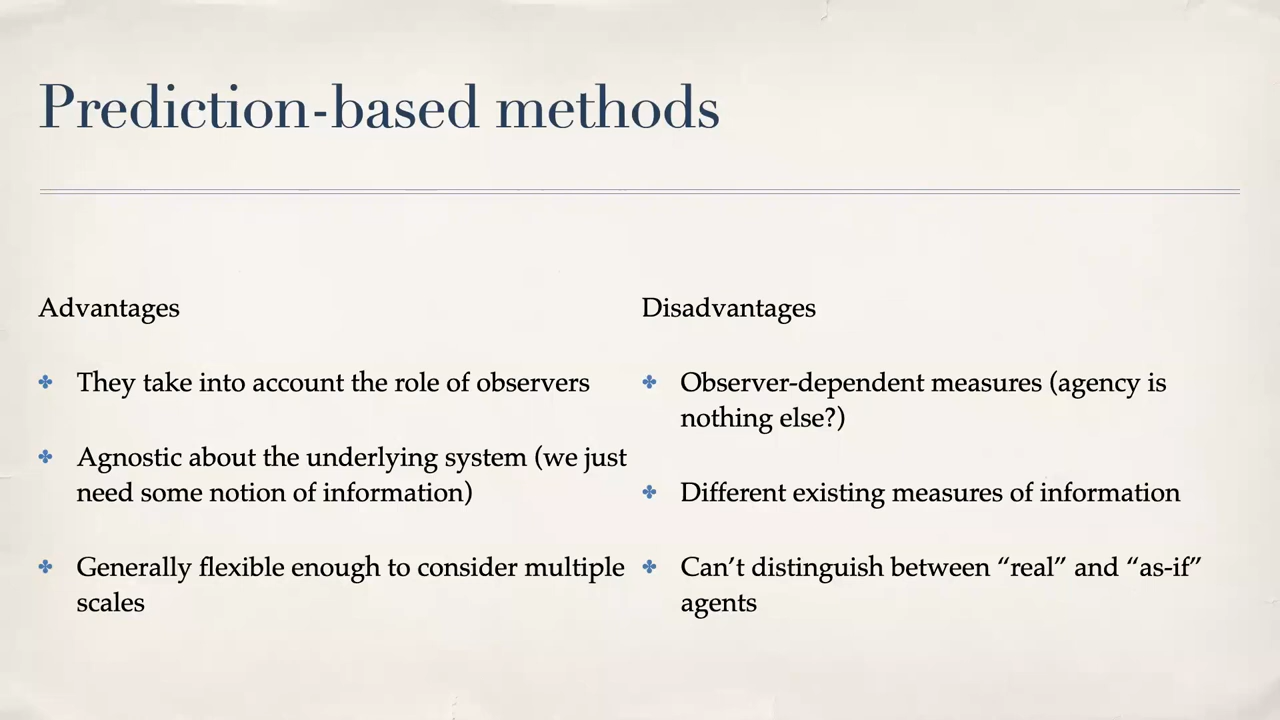 Prediction-based methods
Advantages
They take into account the role of observers
Agnostic about the underlying system (we just
need some notion of information)
Generally flexible enough to consider multiple
scales
Disadvantages
Observer-dependent measures (agency is
nothing else?)
Different existing measures of information
Can’t distinguish between “real” and “as-if”
agents